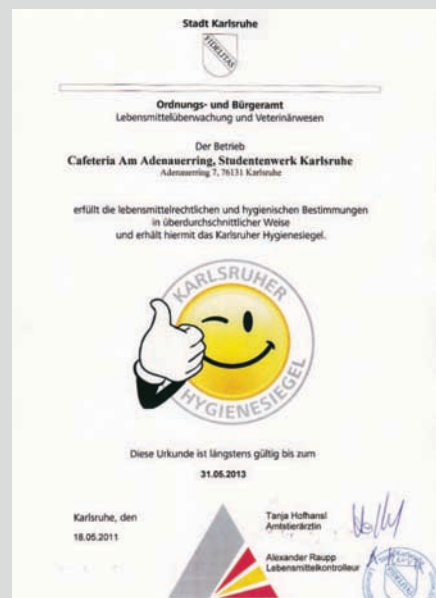 Stadt Karlsruhe
FIDELITAS
Ordnungs- und Bürgeramt
Lebensmittelüberwachung und Veterinärwesen
Der Betrieb
Cafeteria Am Adenauerring, Studentenwerk Karlsruhe
Adenauerring 7, 76131 Karlsruhe
erfüllt die lebensmittelrechtlichen und hygienischen Bestimmungen
in überdurchschnittlicher Weise
und erhält hiermit das Karlsruher Hygienesiegel.
KARLSRUHER
HYGIENESIEGEL
Diese Urkunde ist längstens gültig bis zum
31.05.2013
Karlsruhe, den
18.05.2011
Tanja Hofhansl
Amtstierärztin
Alexander Raupp
Lebensmittelkontrolleur